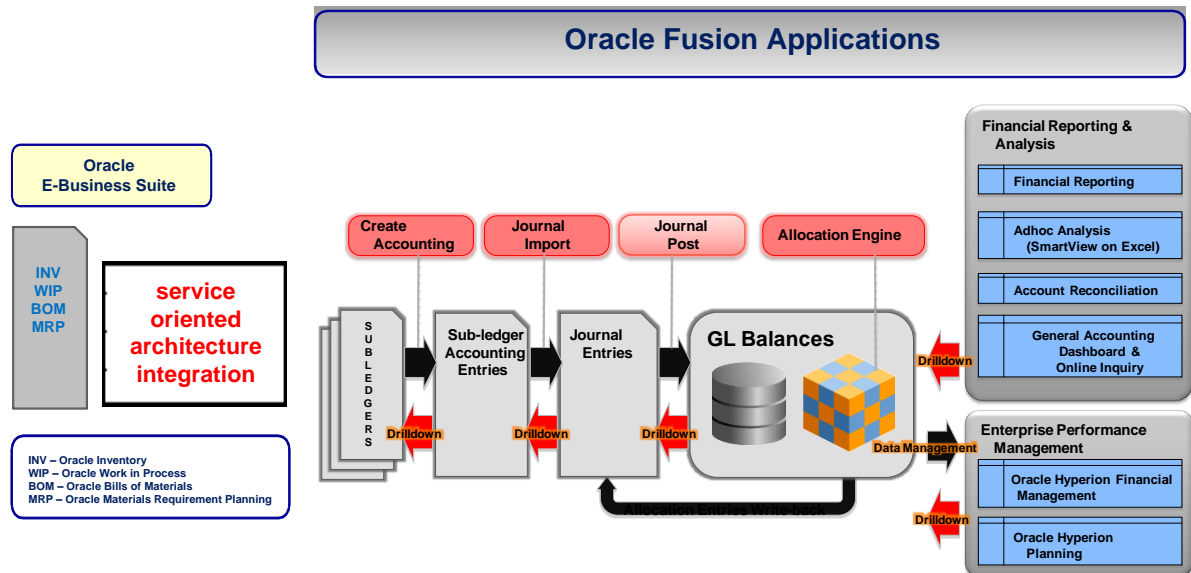 Oracle Fusion Applications
Oracle
E-Business Suite
INV
WIP
BOM
MRP
service
oriented
architecture
integration
INV – Oracle Inventory
WIP – Oracle Work in Process
BOM – Oracle Bills of Materials
MRP – Oracle Materials Requirement Planning
Create
Accounting
Journal
Import
Journal
Post
Allocation Engine
SUBLEDGERS
Sub-ledger
Accounting
Entries
Journal
Entries
GL Balances
Drilldown
Drilldown
Drilldown
Allocation Entries Write-back
Drilldown
Data Management
Drilldown
Financial Reporting &
Analysis
Financial Reporting
Adhoc Analysis
(SmartView on Excel)
Account Reconciliation
General Accounting
Dashboard &
Online Inquiry
Enterprise Performance
Management
Oracle Hyperion Financial
Management
Oracle Hyperion
Planning